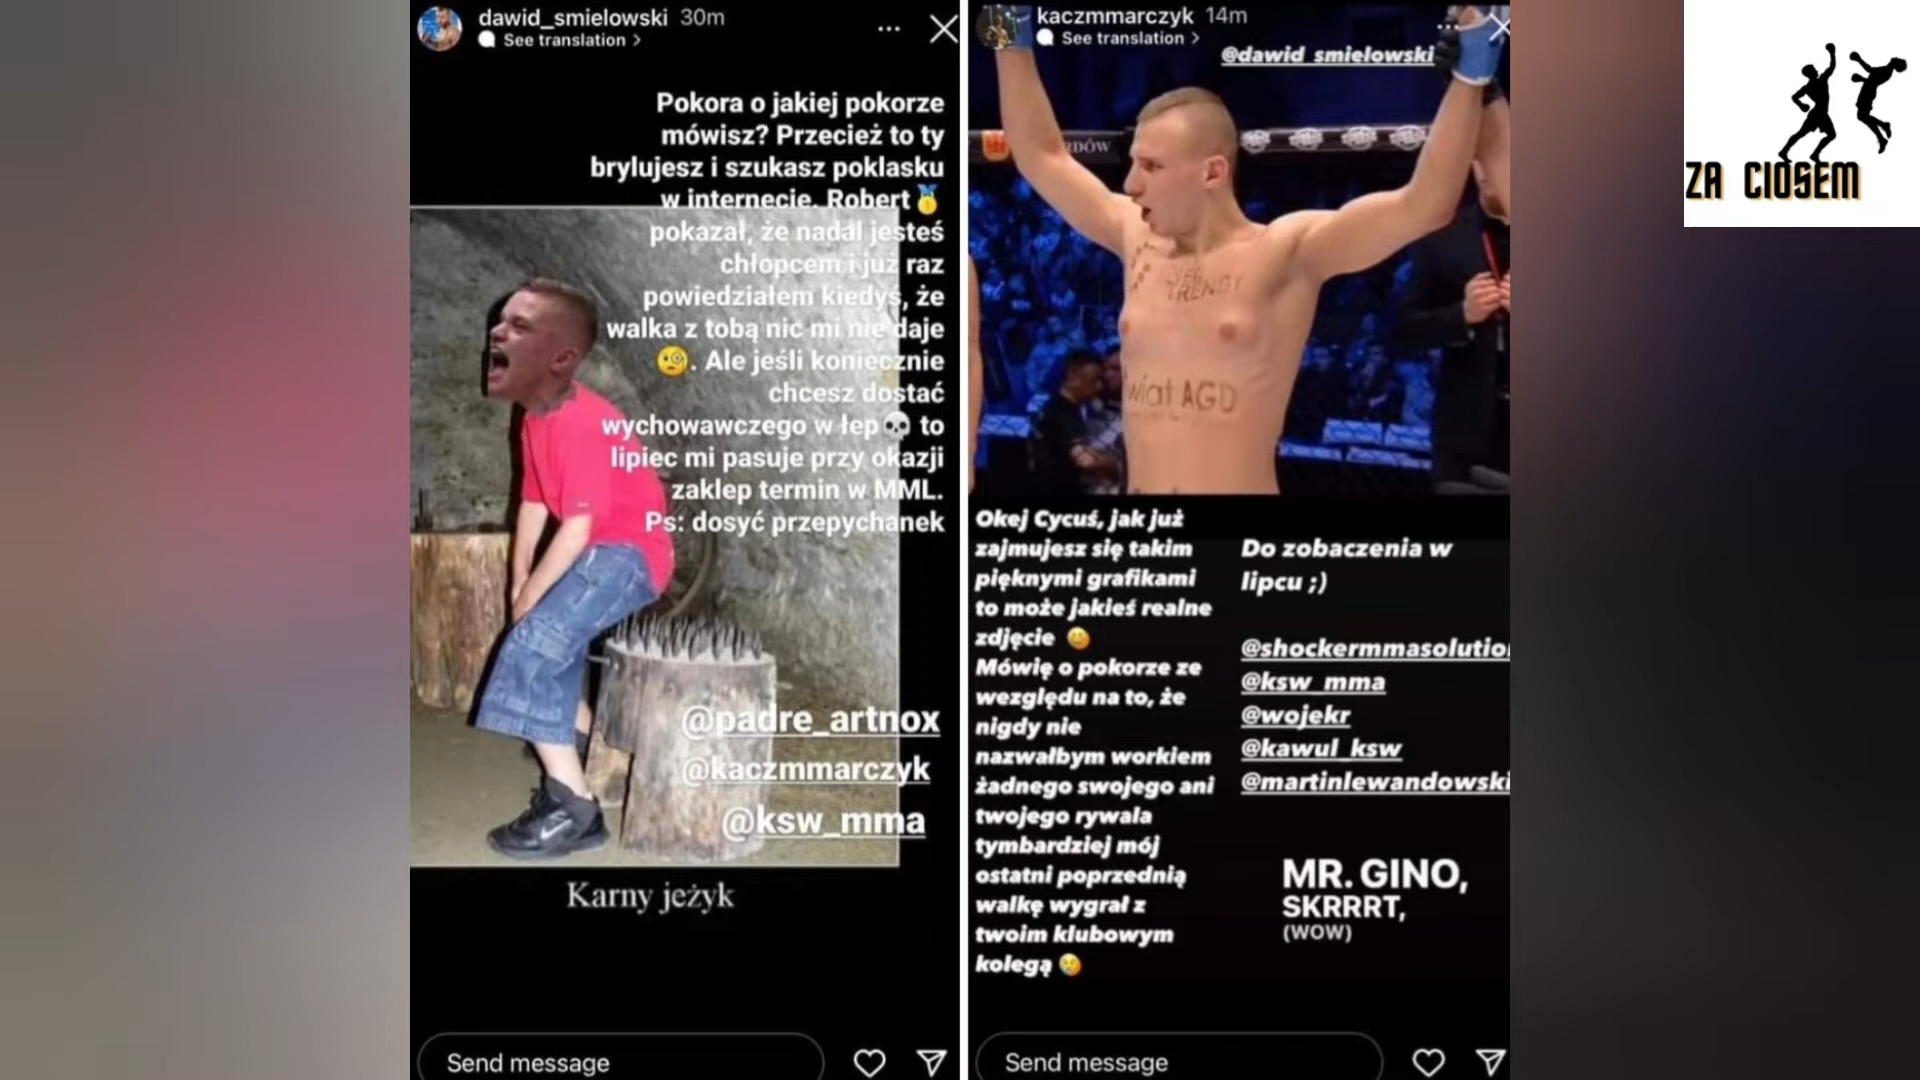 dawid_smielowski 30m
See translation >
Pokora o jakiej pokorze
mówisz? Przecież to ty
brylujesz i szukasz poklasku
w internecie. Robert🥇
pokazał, że nadal jesteś
chłopcem i już raz
powiedziałem kiedyś, że
walka z tobą nic mi nie daje
🧐. Ale jeśli koniecznie
chcesz dostać
wychowawczego w łep💀 to
lipiec mi pasuje przy okazji
zaklep termin w MML.
Ps: dosyć przepychanek
@padre_artnox
@kaczmmarczyk
@ksw_mma
Karny jeżyk
Send message
kaczmmarczyk 14m
See translation >
@dawid_smielowski
TRENDY
wiat AGD
Okej Cycuś, jak już
zajmujesz się takim
pięknymi grafikami
to może jakieś realne
zdjęcie 😀
Mówię o pokorze ze
wezględu na to, że
nigdy nie
nazwałbym workiem
żadnego swojego ani
twojego rywala
tymbardziej mój
ostatni poprzednią
walkę wygrał z
twoim klubowym
kolegą 😢
Do zobaczenia w
lipcu ;)
@shockermmasolution
@ksw_mma
@wojekr
@kawul_ksw
@martinlewandowski
MR. GINO,
SKRRRT,
(WOW)
Send message
ZA CIOSEM